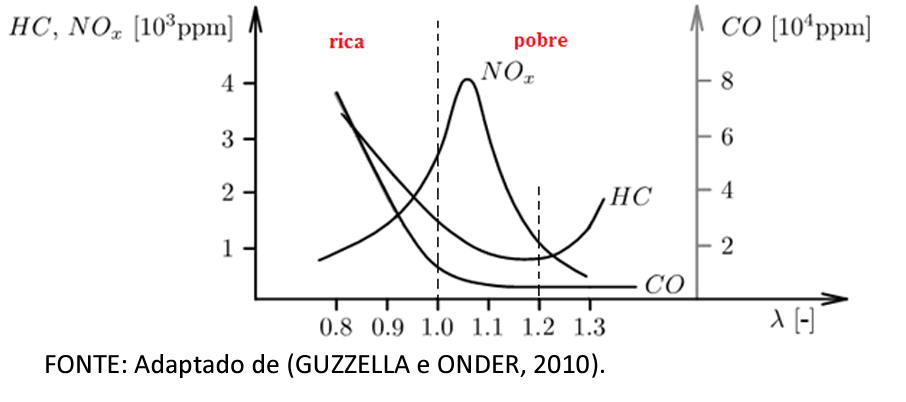 HC, NOₓ [10³ppm]
CO [10⁴ppm]
rica
pobre
NOₓ
4
8
3
6
2
4
HC
1
2
CO
0.8 0.9 1.0 1.1 1.2 1.3
λ [-]
FONTE: Adaptado de (GUZZELLA e ONDER, 2010).